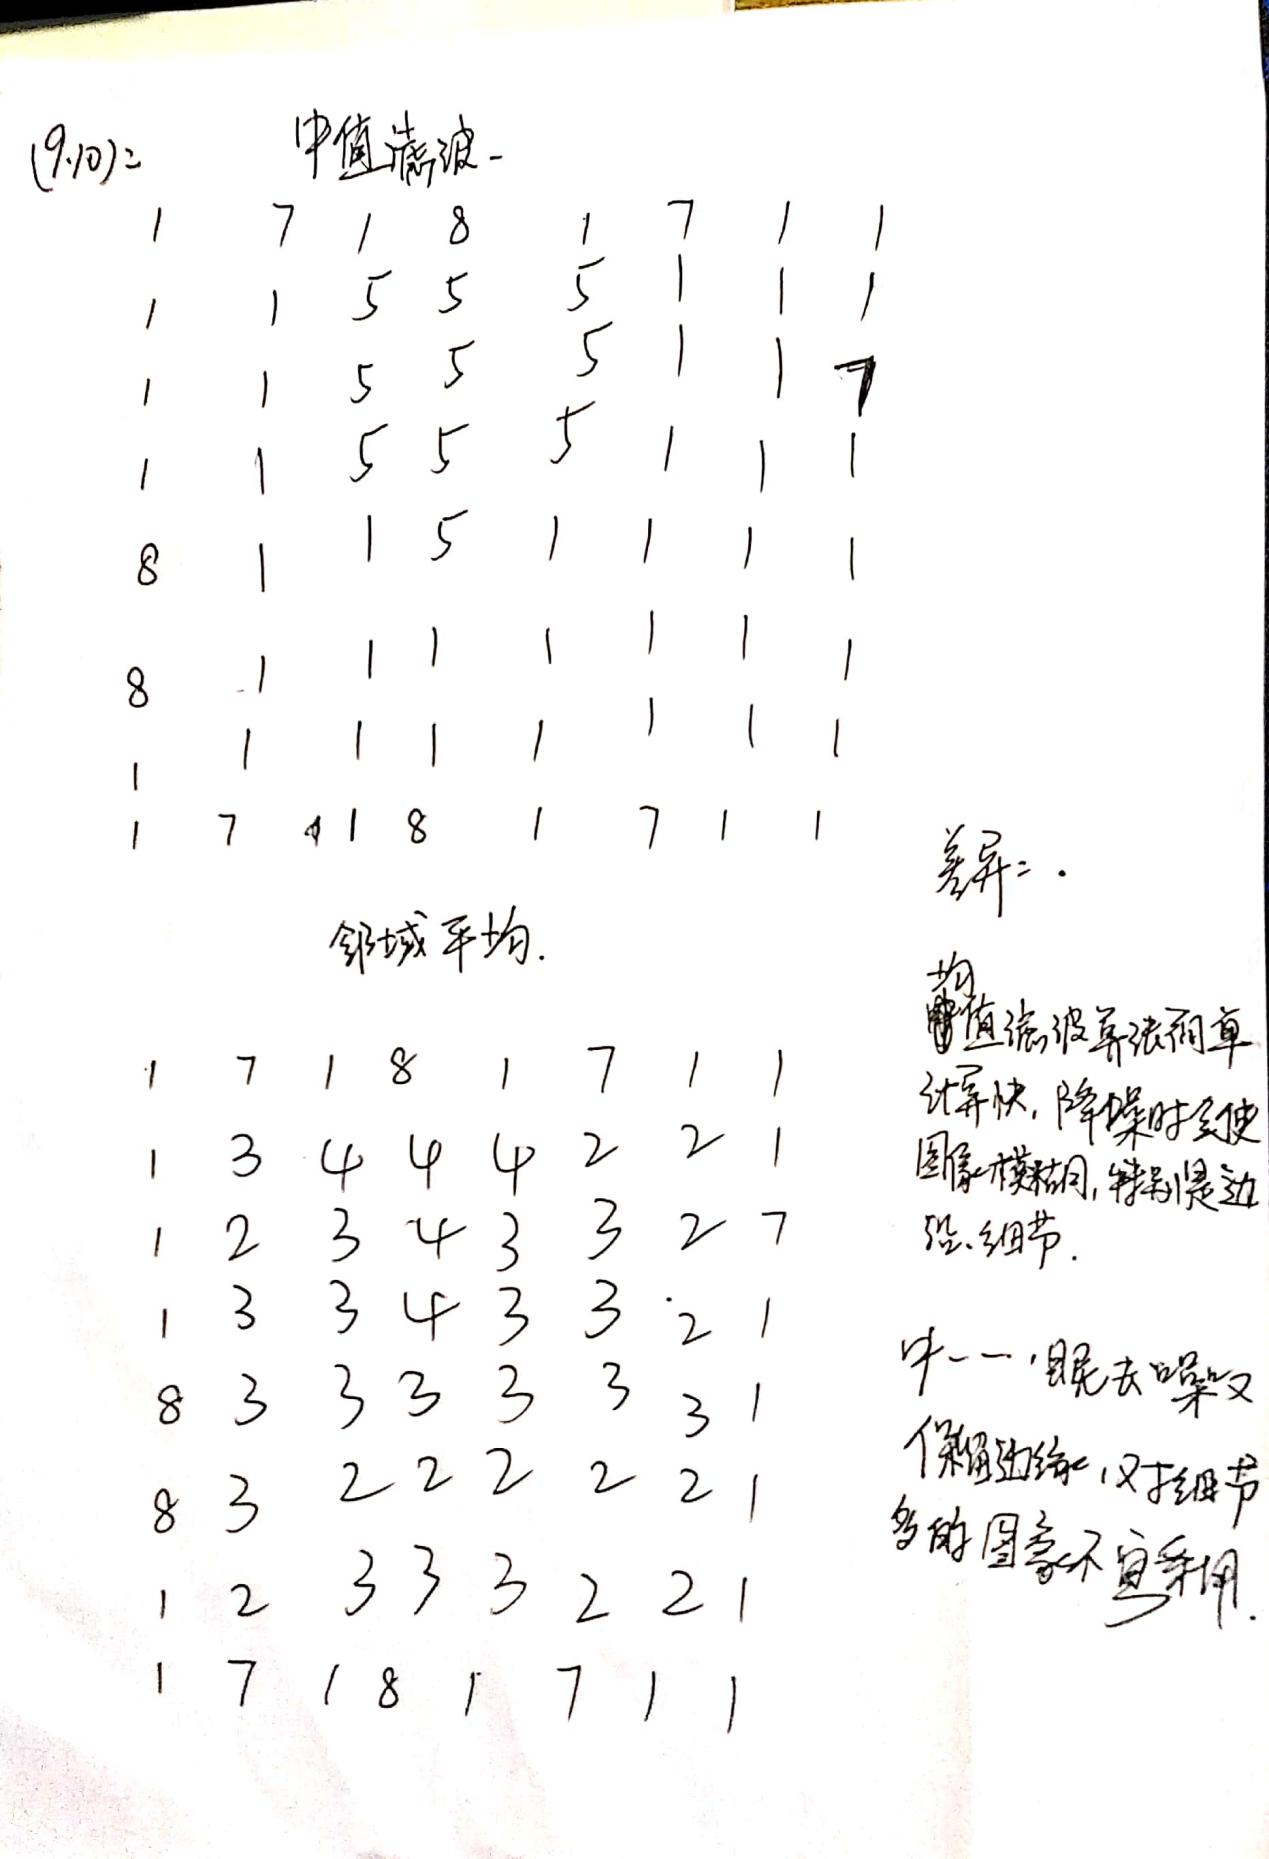 (9.10): 中值滤波-
1 7 1 8 1 7 1 1
1 1 5 5 5 1 1 1
1 1 5 5 5 1 1 7
1 1 5 5 5 1 1 1
8 1 1 5 1 1 1 1
8 1 1 1 1 1 1 1
1 1 1 1 1 1 1 1
1 7 1 8 1 7 1 1
邻域平均.
1 7 1 8 1 7 1 1
1 3 4 4 4 2 2 1
1 2 3 4 3 3 2 7
1 3 3 4 3 3 2 1
8 3 3 3 3 3 3 1
8 3 2 2 2 2 2 1
1 2 3 3 3 2 2 1
1 7 1 8 1 7 1 1
差异: .
均
值滤波算法简单
计算快, 降噪时会使
图像模糊, 特别是边
沿、细节.
中--, 既去噪又
保留边缘, 对细节
多的图象不宜采用.